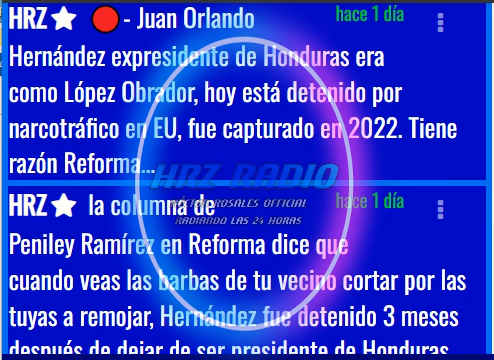 HRZ ⭐ 🔴 - Juan Orlando hace 1 día
Hernández expresidente de Honduras era
como López Obrador, hoy está detenido por
narcotráfico en EU, fue capturado en 2022. Tiene
razón Reforma...
HRZ RADIO
HÉCTOR ROSALES OFFICIAL
RADIANDO LAS 24 HORAS
HRZ ⭐ la columna de hace 1 día
Peniley Ramírez en Reforma dice que
cuando veas las barbas de tu vecino cortar por las
tuyas a remojar, Hernández fue detenido 3 meses
después de dejar de ser presidente de Honduras